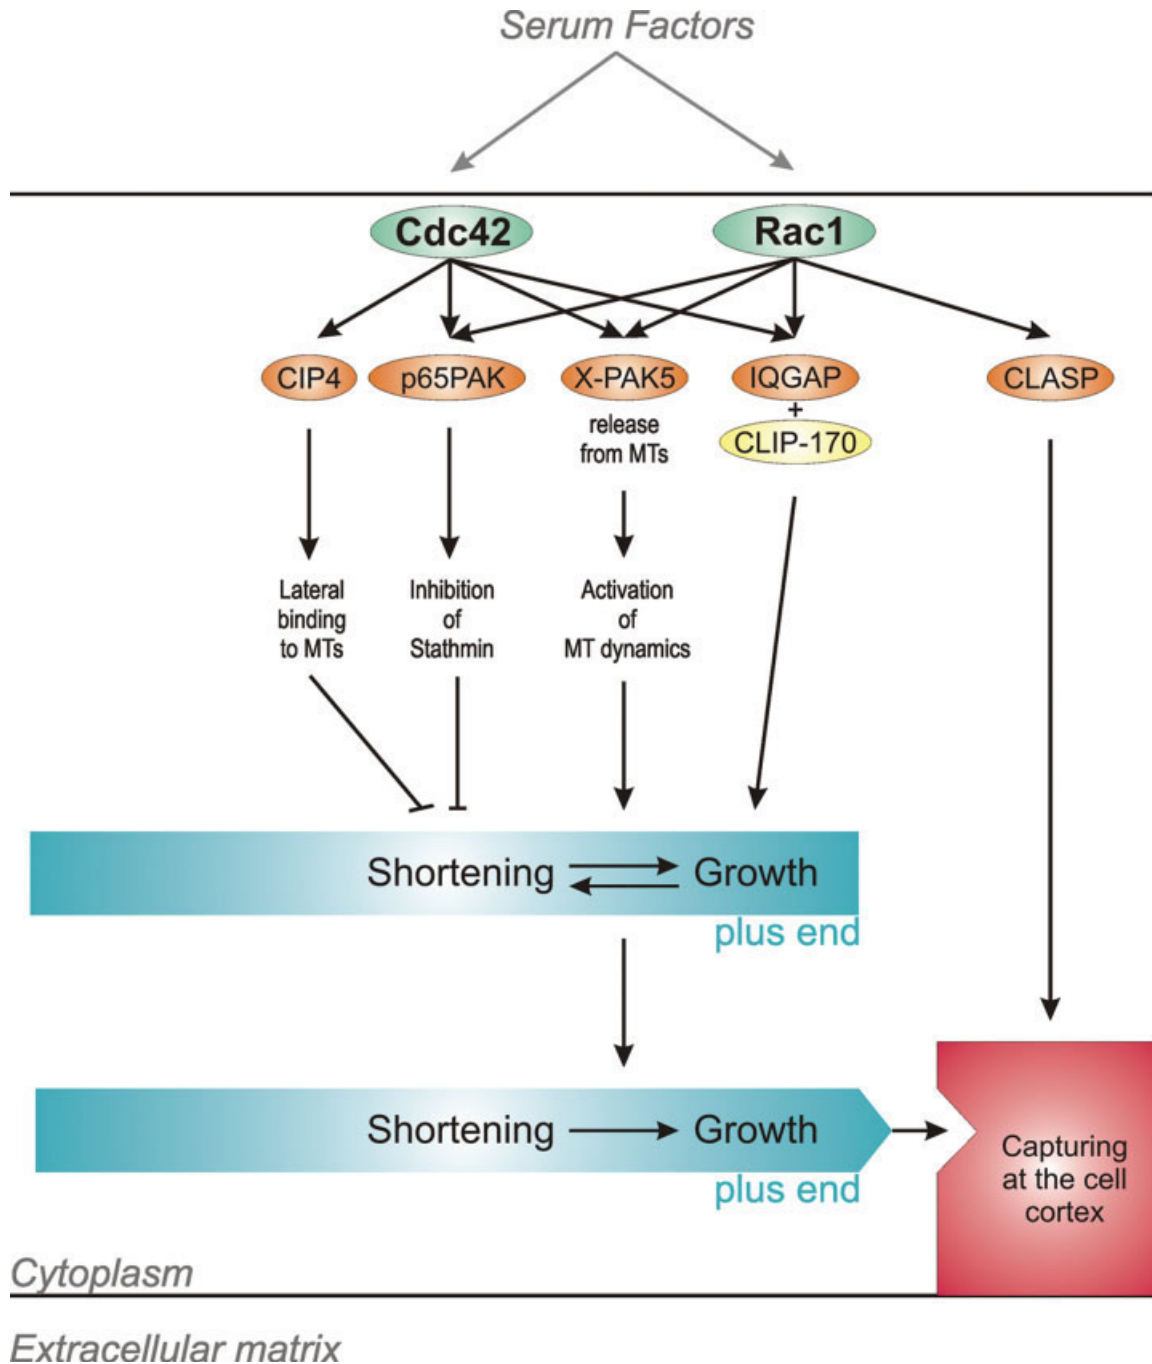 Serum Factors
Cdc42
Rac1
CIP4
p65PAK
X-PAK5
IQGAP
CLASP
release
from MTs
+
CLIP-170
Lateral
binding
to MTs
Inhibition
of
Stathmin
Activation
of
MT dynamics
Shortening
Growth
plus end
Shortening
Growth
plus end
Capturing
at the cell
cortex
Cytoplasm
Extracellular matrix